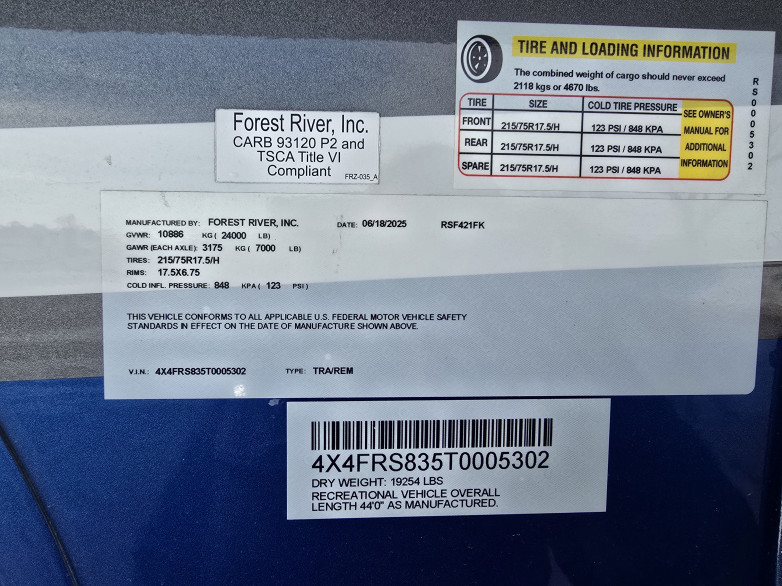 TIRE AND LOADING INFORMATION
The combined weight of cargo should never exceed
2118 kgs or 4670 lbs.
TIRE SIZE COLD TIRE PRESSURE SEE OWNER'S MANUAL FOR ADDITIONAL INFORMATION
FRONT 215/75R17.5/H 123 PSI / 848 KPA
REAR 215/75R17.5/H 123 PSI / 848 KPA
SPARE 215/75R17.5/H 123 PSI / 848 KPA
RS0005302
Forest River, Inc.
CARB 93120 P2 and
TSCA Title VI
Compliant
FRZ-035_A
MANUFACTURED BY: FOREST RIVER, INC. DATE: 06/18/2025 RSF421FK
GVWR: 10886 KG ( 24000 LB)
GAWR (EACH AXLE): 3175 KG ( 7000 LB)
TIRES: 215/75R17.5/H
RIMS: 17.5X6.75
COLD INFL. PRESSURE: 848 KPA ( 123 PSI )
THIS VEHICLE CONFORMS TO ALL APPLICABLE U.S. FEDERAL MOTOR VEHICLE SAFETY
STANDARDS IN EFFECT ON THE DATE OF MANUFACTURE SHOWN ABOVE.
V.I.N.: 4X4FRS835T0005302 TYPE: TRA/REM
4X4FRS835T0005302
DRY WEIGHT: 19254 LBS
RECREATIONAL VEHICLE OVERALL
LENGTH 44'0" AS MANUFACTURED.